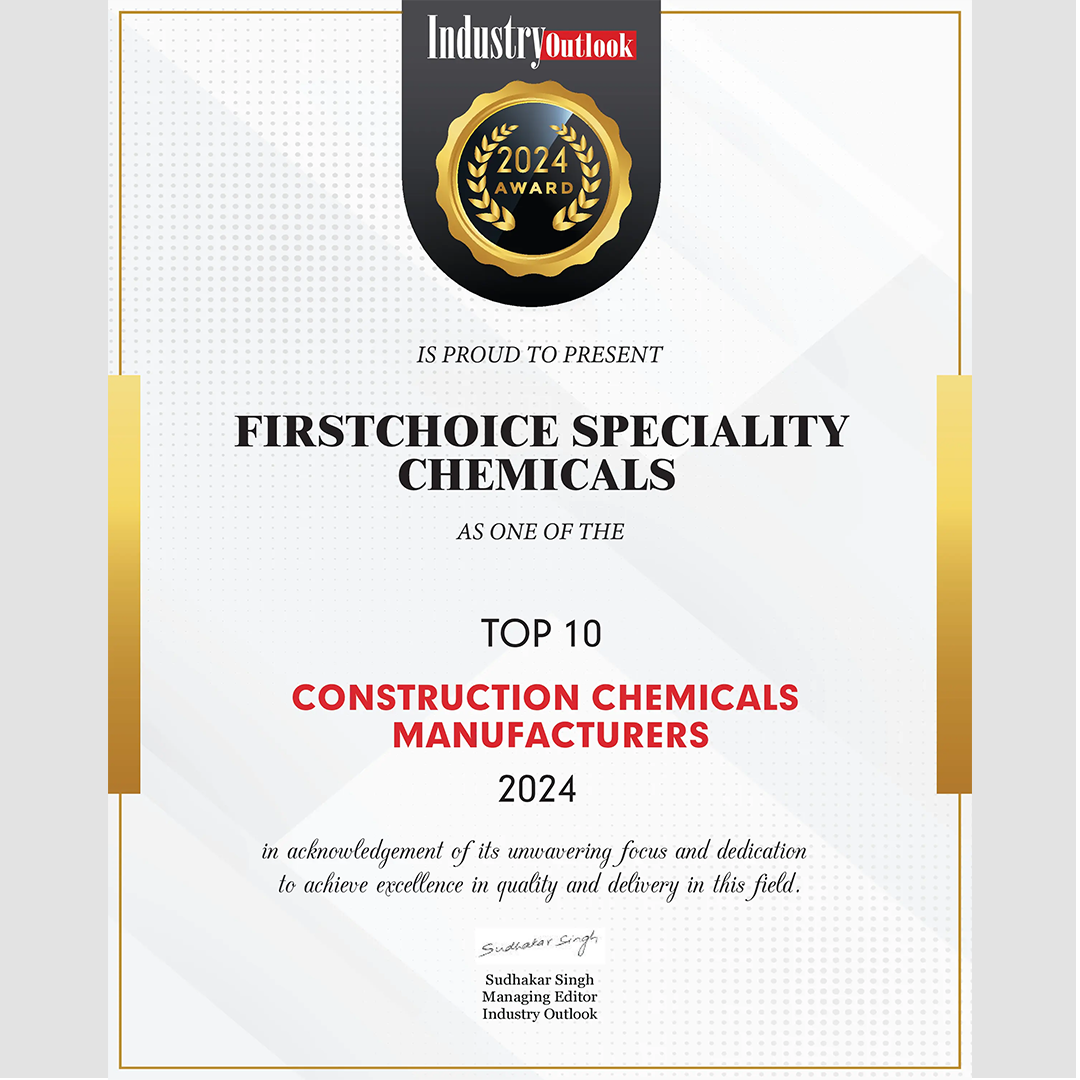 IndustryOutlook
2024
AWARD
IS PROUD TO PRESENT
FIRSTCHOICE SPECIALITY
CHEMICALS
AS ONE OF THE
TOP 10
CONSTRUCTION CHEMICALS
MANUFACTURERS
2024
in acknowledgement of its unwavering focus and dedication
to achieve excellence in quality and delivery in this field.
Sudhakar Singh
Sudhakar Singh
Managing Editor
Industry Outlook